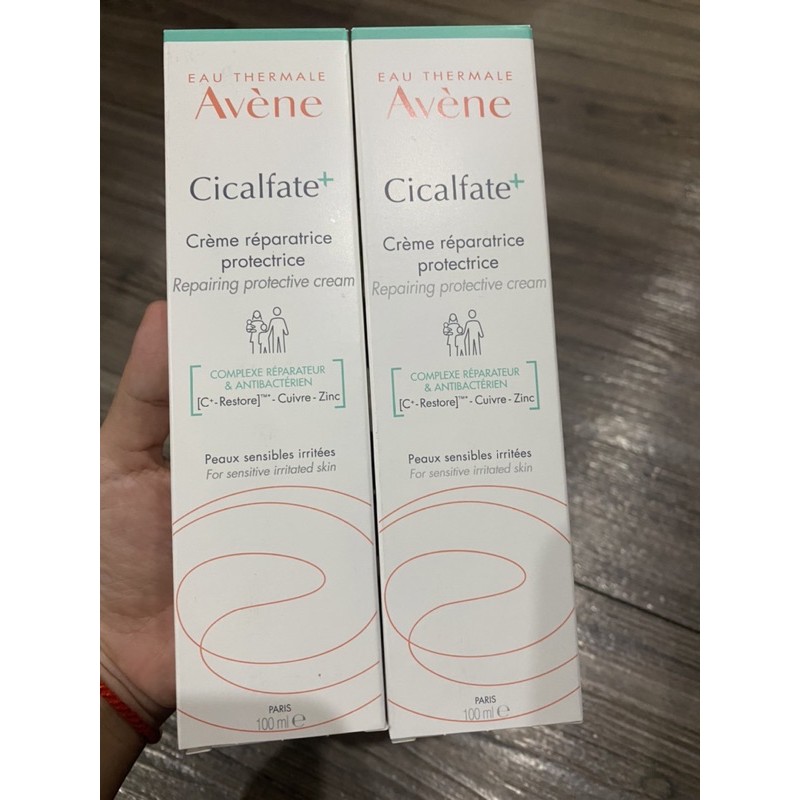 EAU THERMALE
Avène
Cicalfate+
Crème réparatrice
protectrice
Repairing protective cream
COMPLEXE RÉPARATEUR
& ANTIBACTÉRIEN
[C+-Restore]™* - Cuivre - Zinc
Peaux sensibles irritées
For sensitive irritated skin
PARIS
100 ml ℮
EAU THERMALE
Avène
Cicalfate+
Crème réparatrice
protectrice
Repairing protective cream
COMPLEXE RÉPARATEUR
& ANTIBACTÉRIEN
[C+-Restore]™* - Cuivre - Zinc
Peaux sensibles irritées
For sensitive irritated skin
PARIS
100 ml ℮